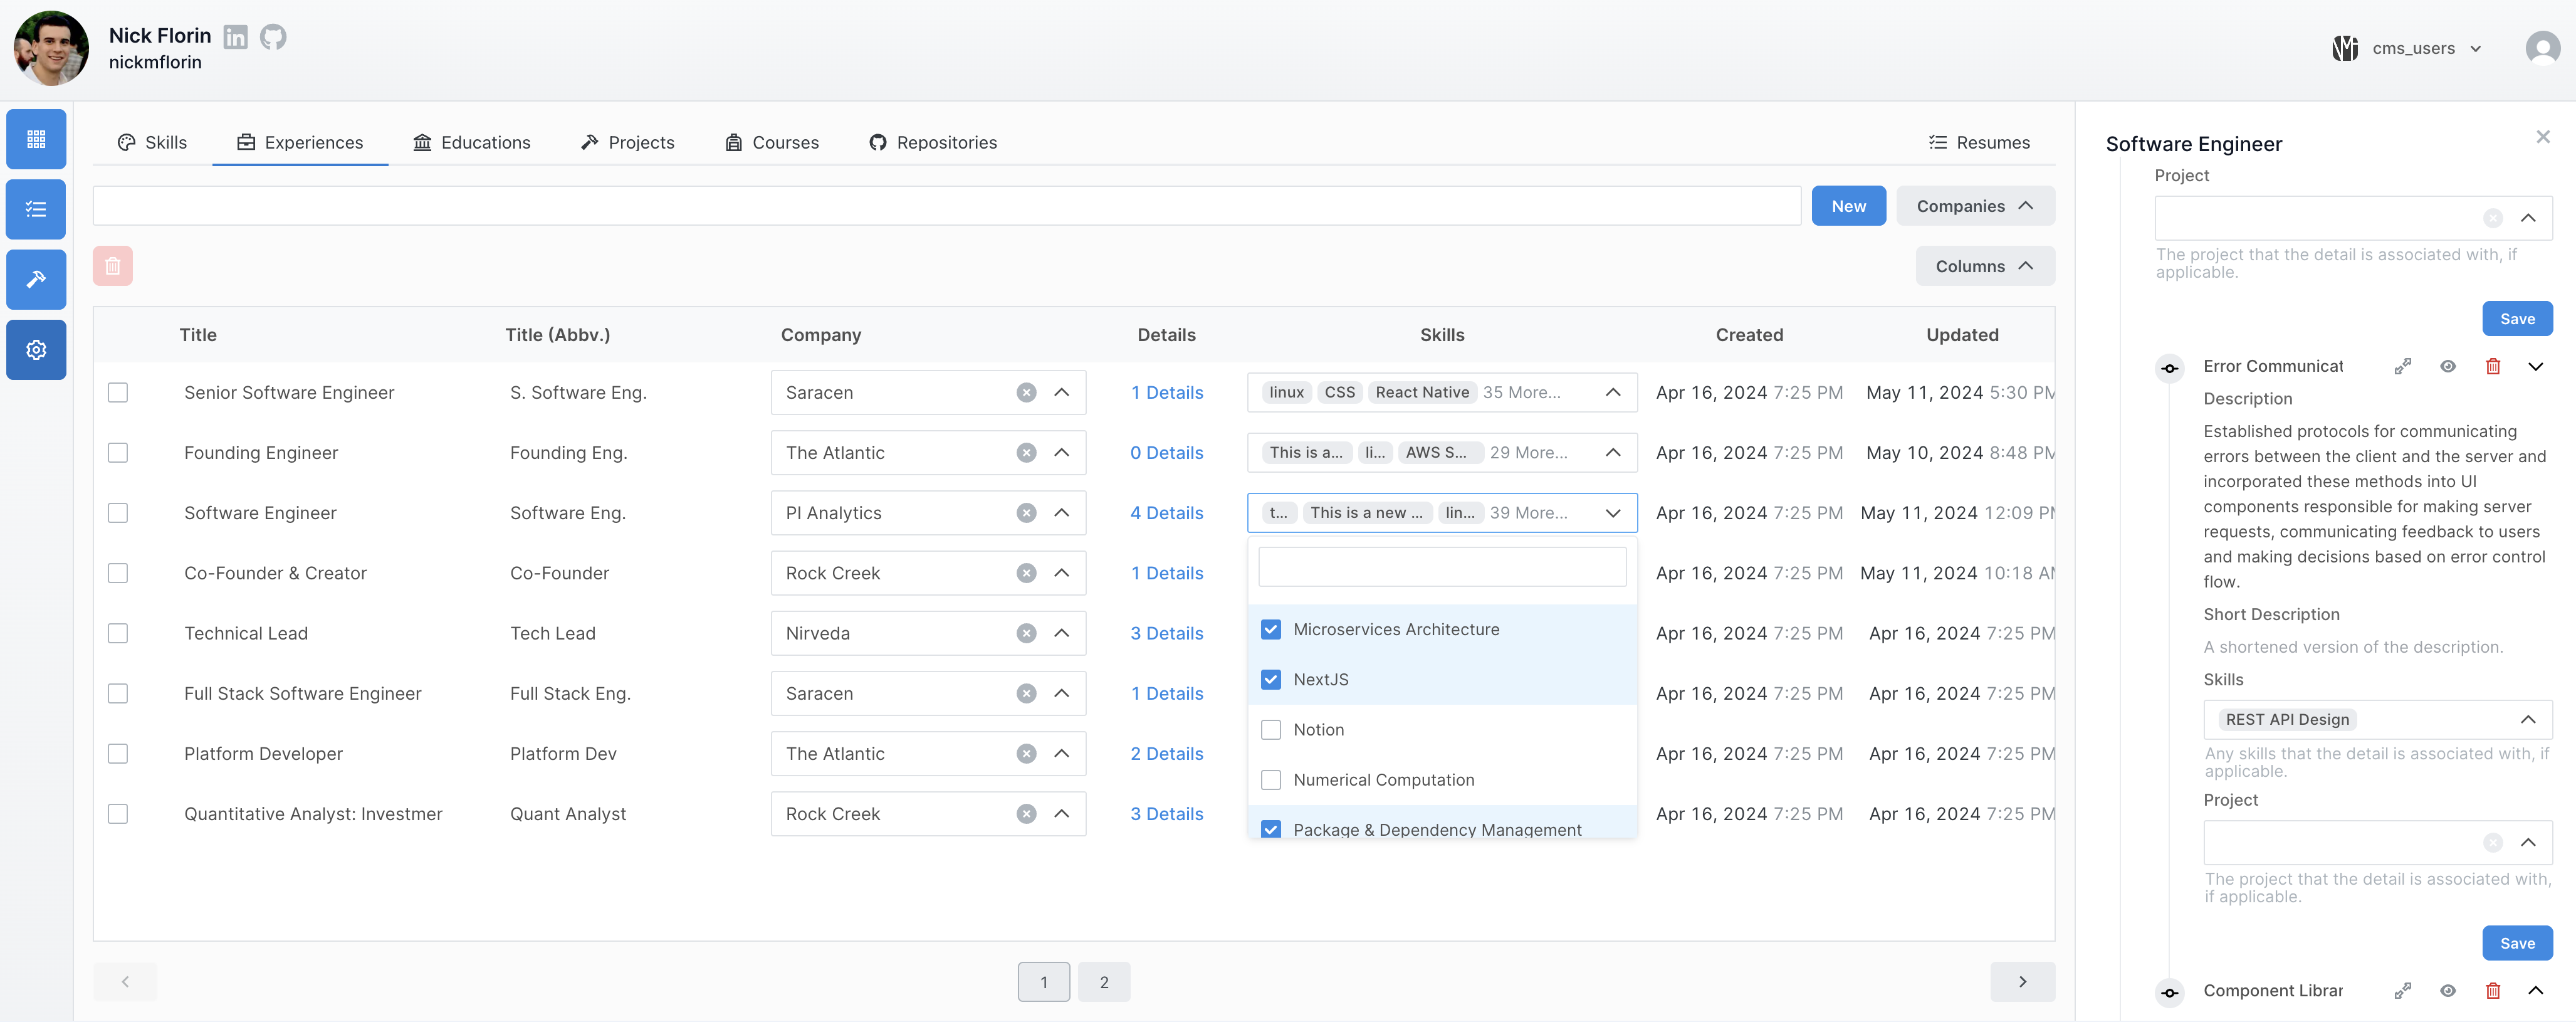 Nick Florin
nickmflorin
cms_users
Skills
Experiences
Educations
Projects
Courses
Repositories
Resumes
New
Companies
Columns
Title
Title (Abbv.)
Company
Details
Skills
Created
Updated
Senior Software Engineer
S. Software Eng.
Saracen
1 Details
linux CSS React Native 35 More...
Apr 16, 2024 7:25 PM
May 11, 2024 5:30 PM
Founding Engineer
Founding Eng.
The Atlantic
0 Details
This is a... li... AWS S... 29 More...
Apr 16, 2024 7:25 PM
May 10, 2024 8:48 PM
Software Engineer
Software Eng.
PI Analytics
4 Details
t... This is a new ... lin... 39 More...
Apr 16, 2024 7:25 PM
May 11, 2024 12:09 PM
Co-Founder & Creator
Co-Founder
Rock Creek
1 Details
Apr 16, 2024 7:25 PM
May 11, 2024 10:18 AM
Technical Lead
Tech Lead
Nirveda
3 Details
Apr 16, 2024 7:25 PM
Apr 16, 2024 7:25 PM
Full Stack Software Engineer
Full Stack Eng.
Saracen
1 Details
Apr 16, 2024 7:25 PM
Apr 16, 2024 7:25 PM
Platform Developer
Platform Dev
The Atlantic
2 Details
Apr 16, 2024 7:25 PM
Apr 16, 2024 7:25 PM
Quantitative Analyst: Investmer
Quant Analyst
Rock Creek
3 Details
Apr 16, 2024 7:25 PM
Apr 16, 2024 7:25 PM
Microservices Architecture
NextJS
Notion
Numerical Computation
Package & Dependency Management
1
2
Software Engineer
Project
The project that the detail is associated with, if
applicable.
Save
Error Communicat
Description
Established protocols for communicating
errors between the client and the server and
incorporated these methods into UI
components responsible for making server
requests, communicating feedback to users
and making decisions based on error control
flow.
Short Description
A shortened version of the description.
Skills
REST API Design
Any skills that the detail is associated with, if
applicable.
Project
The project that the detail is associated with,
if applicable.
Save
Component Librar